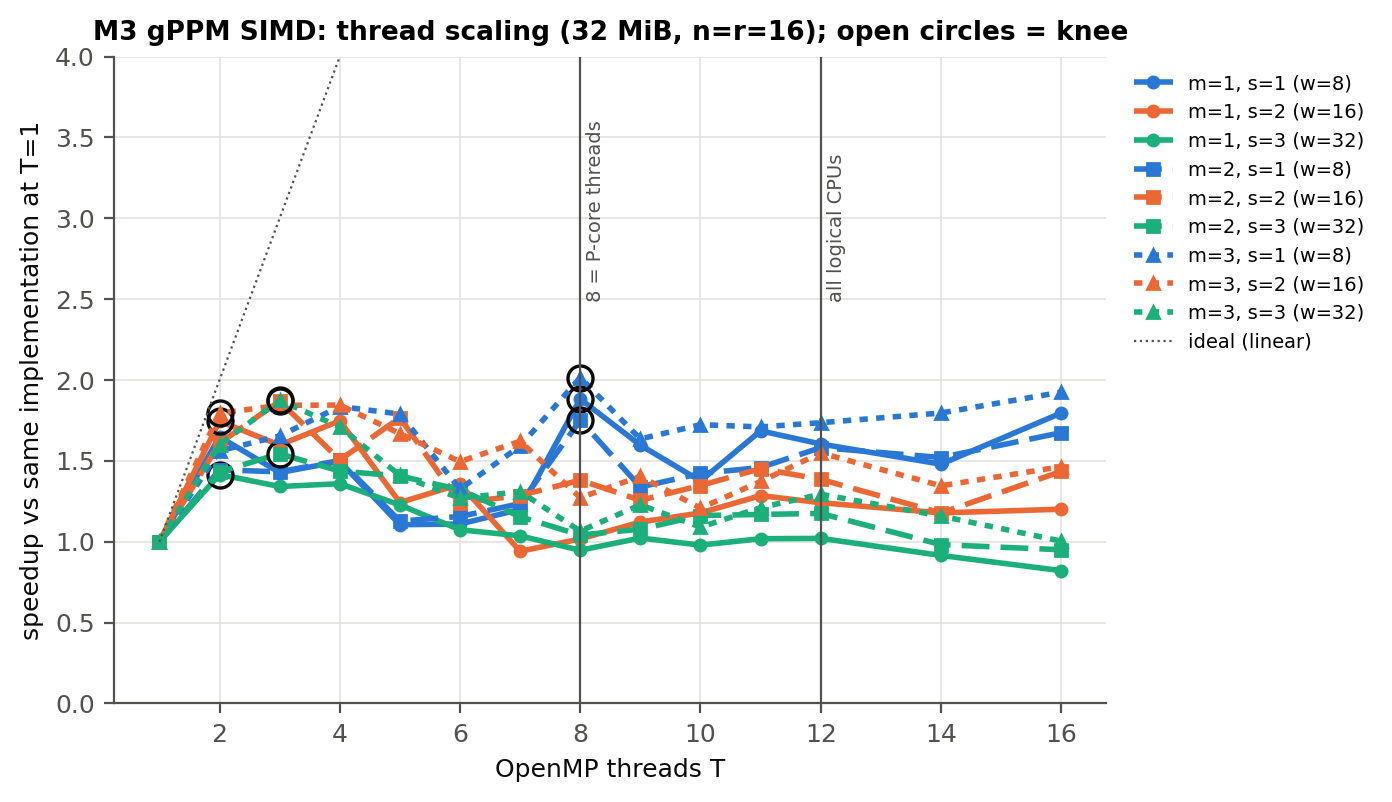 M3 gPPM SIMD: thread scaling (32 MiB, n=r=16); open circles = knee
speedup vs same implementation at T=1
4.0
3.5
3.0
2.5
2.0
1.5
1.0
0.5
0.0
8 = P-core threads
all logical CPUs
2
4
6
8
10
12
14
16
OpenMP threads T
m=1, s=1 (w=8)
m=1, s=2 (w=16)
m=1, s=3 (w=32)
m=2, s=1 (w=8)
m=2, s=2 (w=16)
m=2, s=3 (w=32)
m=3, s=1 (w=8)
m=3, s=2 (w=16)
m=3, s=3 (w=32)
ideal (linear)